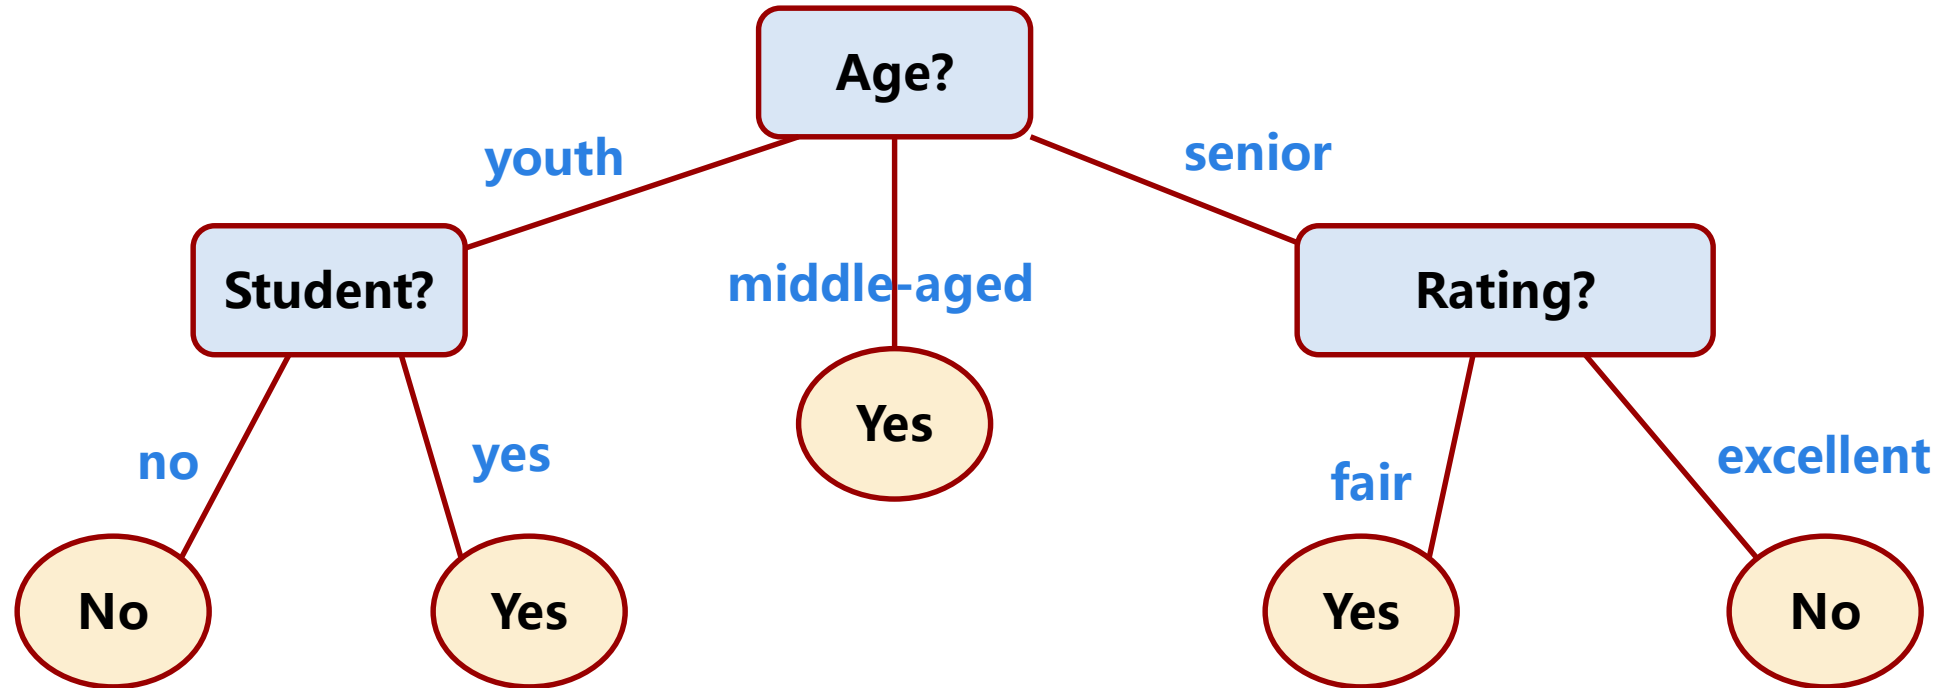 Age?
youth
senior
Student?
middle-aged
Rating?
Yes
no
yes
fair
excellent
No
Yes
Yes
No